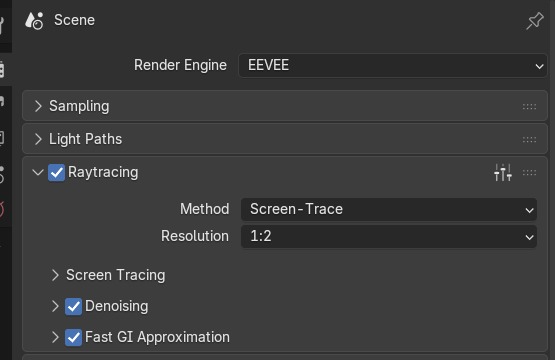 Scene
Render Engine EEVEE
Sampling
Light Paths
Raytracing
Method Screen-Trace
Resolution 1:2
Screen Tracing
Denoising
Fast GI Approximation